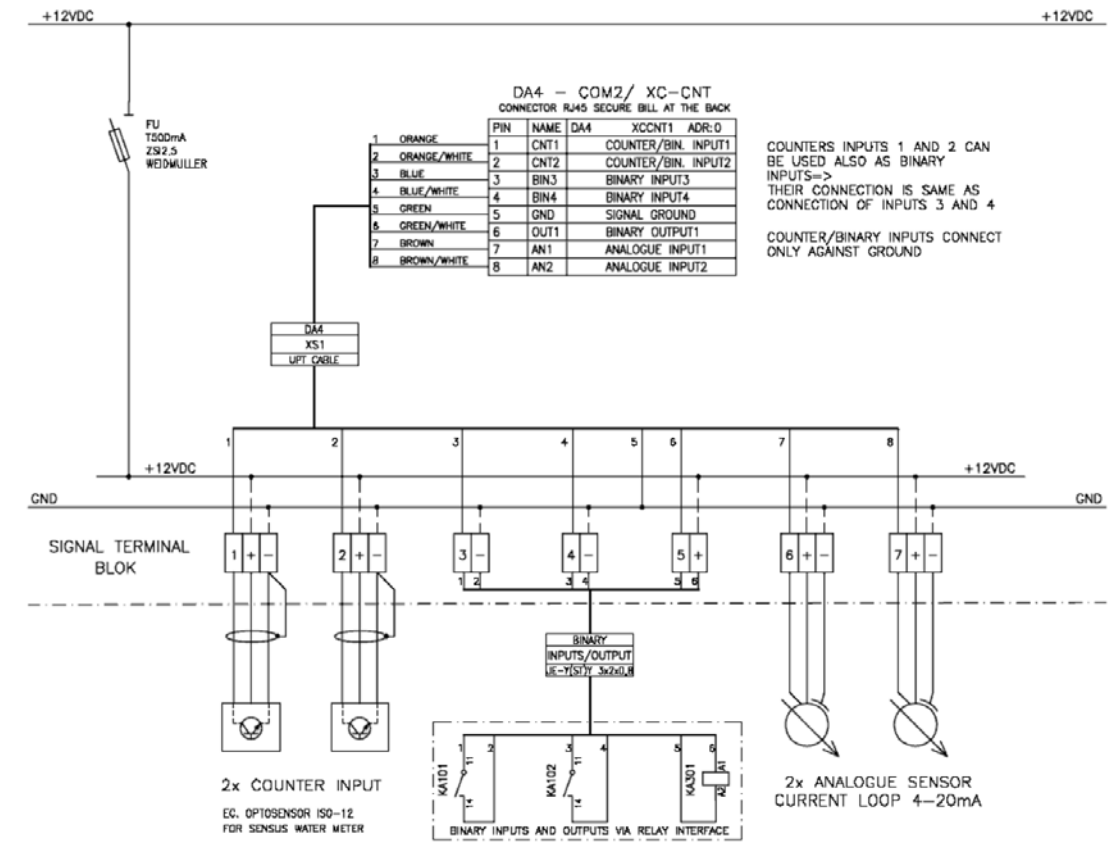 +12VDC
+12VDC
FU
T500mA
ZSI2,5
WEIDMULLER
DA4 – COM2/ XC–CNT
CONNECTOR RJ45 SECURE BILL AT THE BACK
PIN NAME DA4 XCCNT1 ADR:0
1 ORANGE 1 CNT1 COUNTER/BIN. INPUT1
2 ORANGE/WHITE 2 CNT2 COUNTER/BIN. INPUT2
3 BLUE 3 BIN3 BINARY INPUT3
4 BLUE/WHITE 4 BIN4 BINARY INPUT4
5 GREEN 5 GND SIGNAL GROUND
6 GREEN/WHITE 6 OUT1 BINARY OUTPUT1
7 BROWN 7 AN1 ANALOGUE INPUT1
8 BROWN/WHITE 8 AN2 ANALOGUE INPUT2
COUNTERS INPUTS 1 AND 2 CAN
BE USED ALSO AS BINARY
INPUTS=>
THEIR CONNECTION IS SAME AS
CONNECTION OF INPUTS 3 AND 4
COUNTER/BINARY INPUTS CONNECT
ONLY AGAINST GROUND
DA4
XS1
UPT CABLE
1 2 3 4 5 6 7 8
+12VDC
+12VDC
GND
GND
SIGNAL TERMINAL
BLOK
1 + – 2 + – 3 – 4 – 5 + 6 + – 7 + –
1 2 3 4 5 6
BINARY
INPUTS/OUTPUT
JE–Y(ST)Y 3x2x0,8
1 2 3 4 5 6
KA101 11 14
KA102 11 14
KA301 A1 A2
BINARY INPUTS AND OUTPUTS VIA RELAY INTERFACE
2x COUNTER INPUT
EG. OPTOSENSOR ISO–12
FOR SENSUS WATER METER
2x ANALOGUE SENSOR
CURRENT LOOP 4–20mA